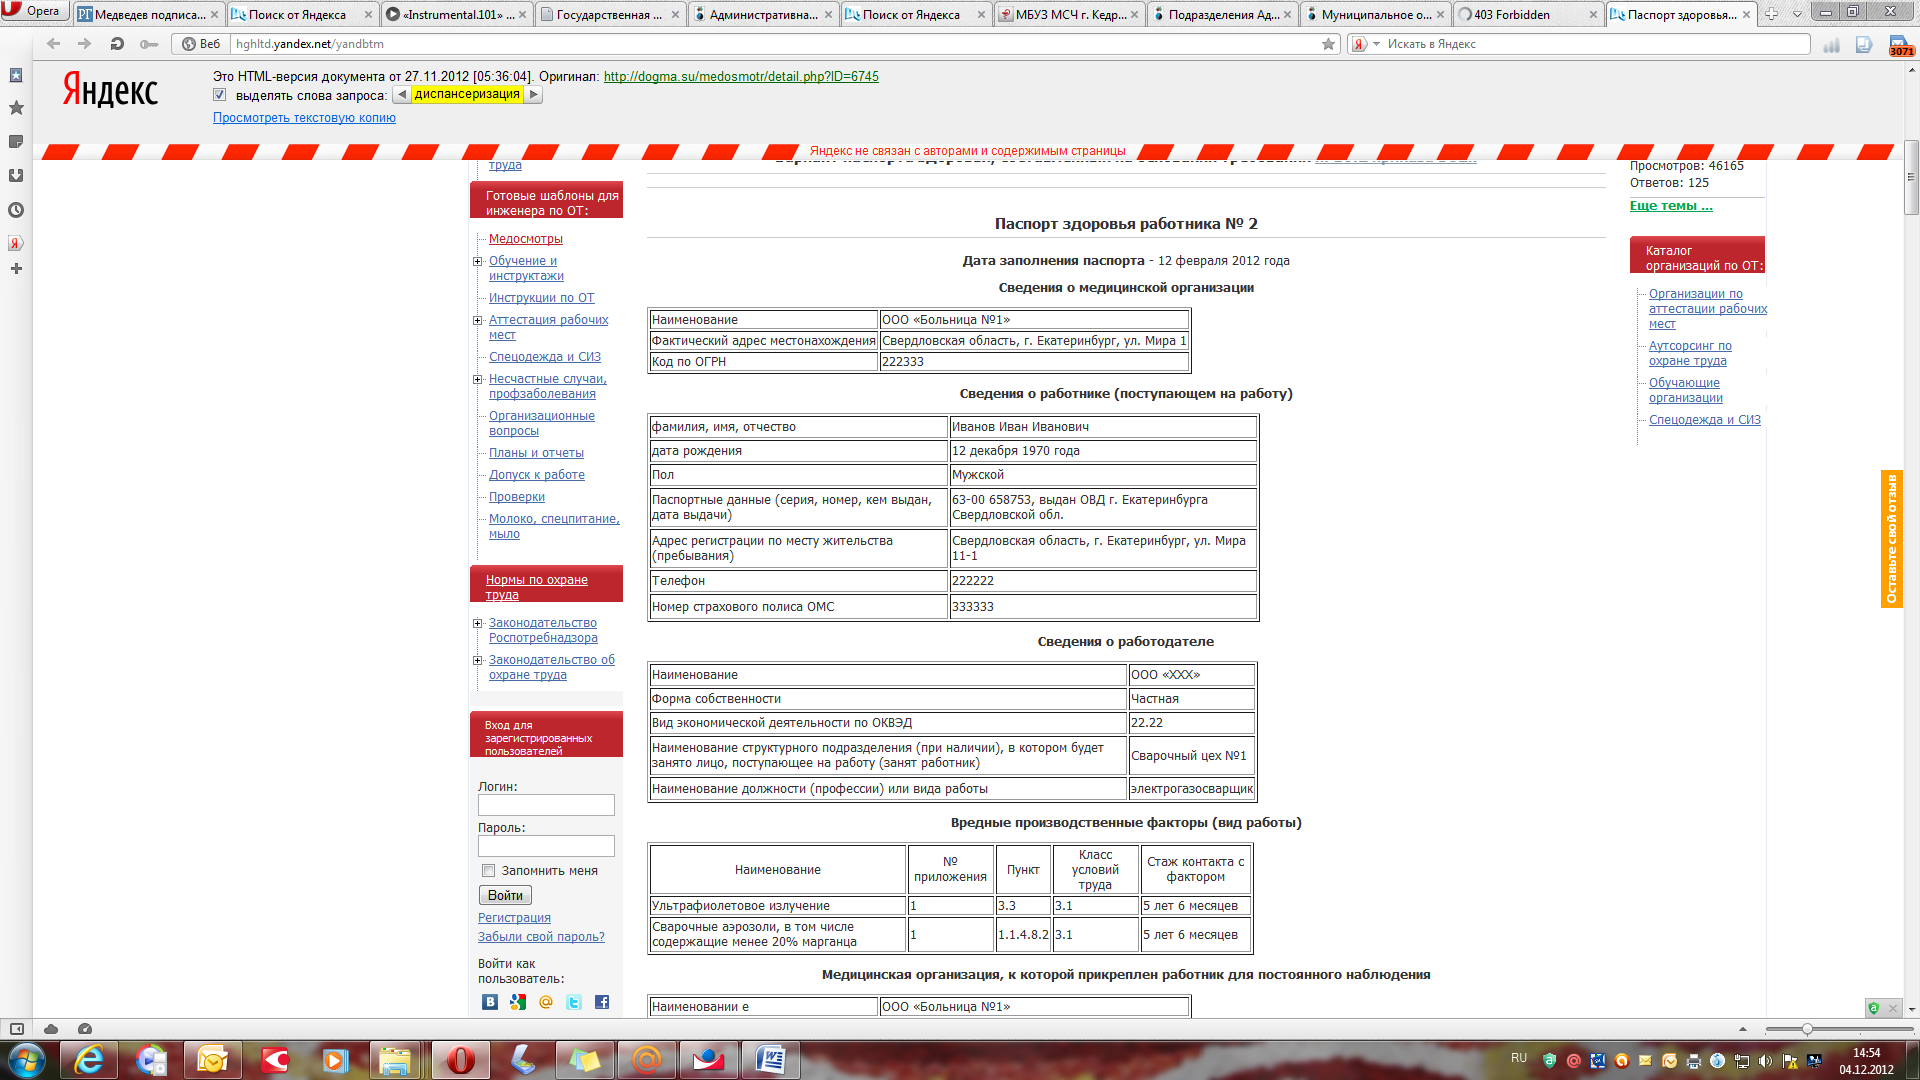 Opera
Медведев подписа...
Поиск от Яндекса
«Instrumental.101» ...
Государственная ...
Административна...
Поиск от Яндекса
МБУЗ МСЧ г. Кедр...
Подразделения Ад...
Муниципальное о...
403 Forbidden
Паспорт здоровья...
Веб
hghltd.yandex.net/yandbtm
Искать в Яндекс
3071
Яндекс
Это HTML-версия документа от 27.11.2012 [05:36:04]. Оригинал: http://dogma.su/medosmotr/detail.php?ID=6745
выделять слова запроса: диспансеризация
Просмотреть текстовую копию
Яндекс не связан с авторами и содержимым страницы
труда
Готовые шаблоны для
инженера по ОТ:
Медосмотры
Обучение и
инструктажи
Инструкции по ОТ
Аттестация рабочих
мест
Спецодежда и СИЗ
Несчастные случаи,
профзаболевания
Организационные
вопросы
Планы и отчеты
Допуск к работе
Проверки
Молоко, спецпитание,
мыло
Нормы по охране
труда
Законодательство
Роспотребнадзора
Законодательство об
охране труда
Вход для
зарегистрированных
пользователей
Логин:
Пароль:
Запомнить меня
Войти
Регистрация
Забыли свой пароль?
Войти как
пользователь:
Паспорт здоровья работника № 2
Дата заполнения паспорта - 12 февраля 2012 года
Сведения о медицинской организации
Наименование ООО «Больница №1»
Фактический адрес местонахождения Свердловская область, г. Екатеринбург, ул. Мира 1
Код по ОГРН 222333
Сведения о работнике (поступающем на работу)
фамилия, имя, отчество Иванов Иван Иванович
дата рождения 12 декабря 1970 года
Пол Мужской
Паспортные данные (серия, номер, кем выдан, 63-00 658753, выдан ОВД г. Екатеринбурга
дата выдачи) Свердловской обл.
Адрес регистрации по месту жительства Свердловская область, г. Екатеринбург, ул. Мира
(пребывания) 11-1
Телефон 222222
Номер страхового полиса ОМС 333333
Сведения о работодателе
Наименование ООО «ХХХ»
Форма собственности Частная
Вид экономической деятельности по ОКВЭД 22.22
Наименование структурного подразделения (при наличии), в котором будет
занято лицо, поступающее на работу (занят работник) Сварочный цех №1
Наименование должности (профессии) или вида работы электрогазосварщик
Вредные производственные факторы (вид работы)
Наименование № приложения Пункт Класс условий труда Стаж контакта с фактором
Ультрафиолетовое излучение 1 3.3 3.1 5 лет 6 месяцев
Сварочные аэрозоли, в том числе
содержащие менее 20% марганца 1 1.1.4.8.2 3.1 5 лет 6 месяцев
Медицинская организация, к которой прикреплен работник для постоянного наблюдения
Наименовании е ООО «Больница №1»
Просмотров: 46165
Ответов: 125
Еще темы ...
Каталог
организаций по ОТ:
Организации по
аттестации рабочих
мест
Аутсорсинг по
охране труда
Обучающие
организации
Спецодежда и СИЗ
Оставьте свой отзыв
RU
14:54
04.12.2012